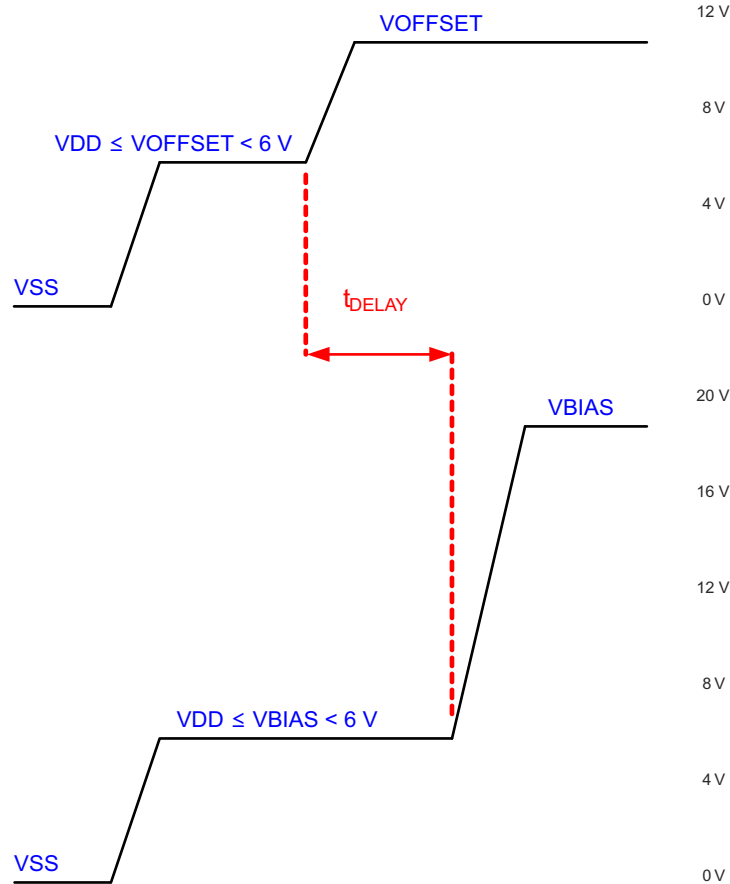 12 V
VOFFSET
8 V
VDD ≤ VOFFSET < 6 V
4 V
VSS
0 V
tDELAY
20 V
VBIAS
16 V
12 V
8 V
VDD ≤ VBIAS < 6 V
4 V
VSS
0 V